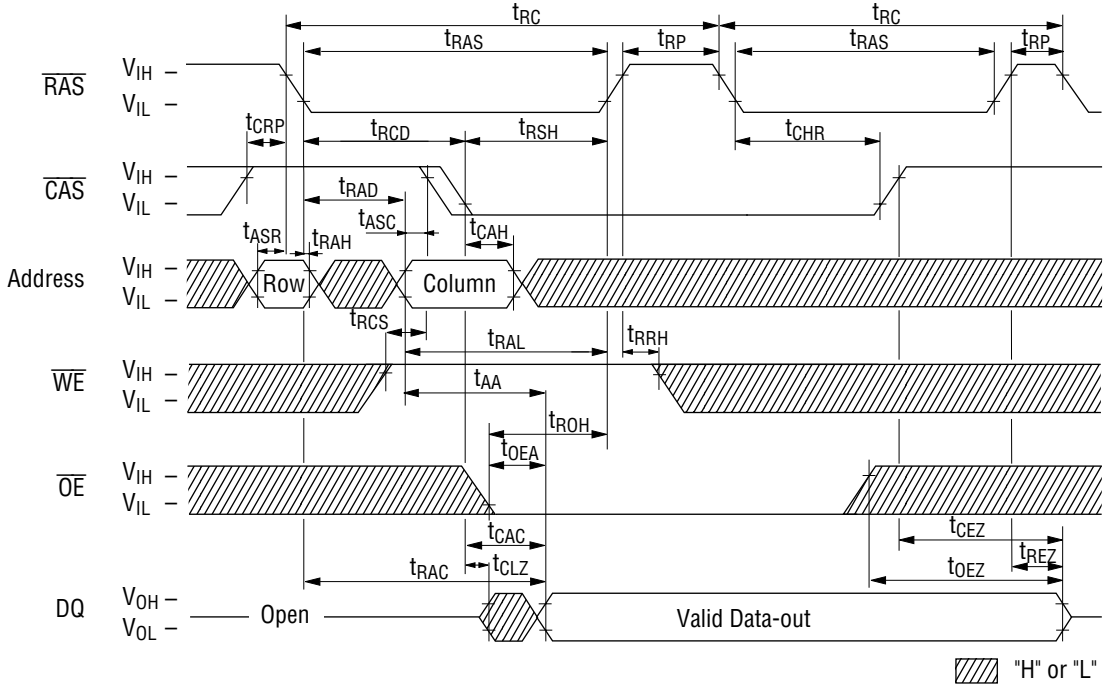 tRC tRC
tRAS tRP tRAS tRP
RAS VIH –
VIL –
tCRP tRCD tRSH tCHR
CAS VIH –
VIL –
tRAD
tASC
tASR tRAH tCAH
Address VIH –
VIL –
Row Column
tRCS
tRAL tRRH
WE VIH –
VIL –
tAA
tROH
tOEA
OE VIH –
VIL –
tCAC tCEZ
tRAC tCLZ tOEZ tREZ
DQ VOH –
VOL –
Open Valid Data-out
"H" or "L"